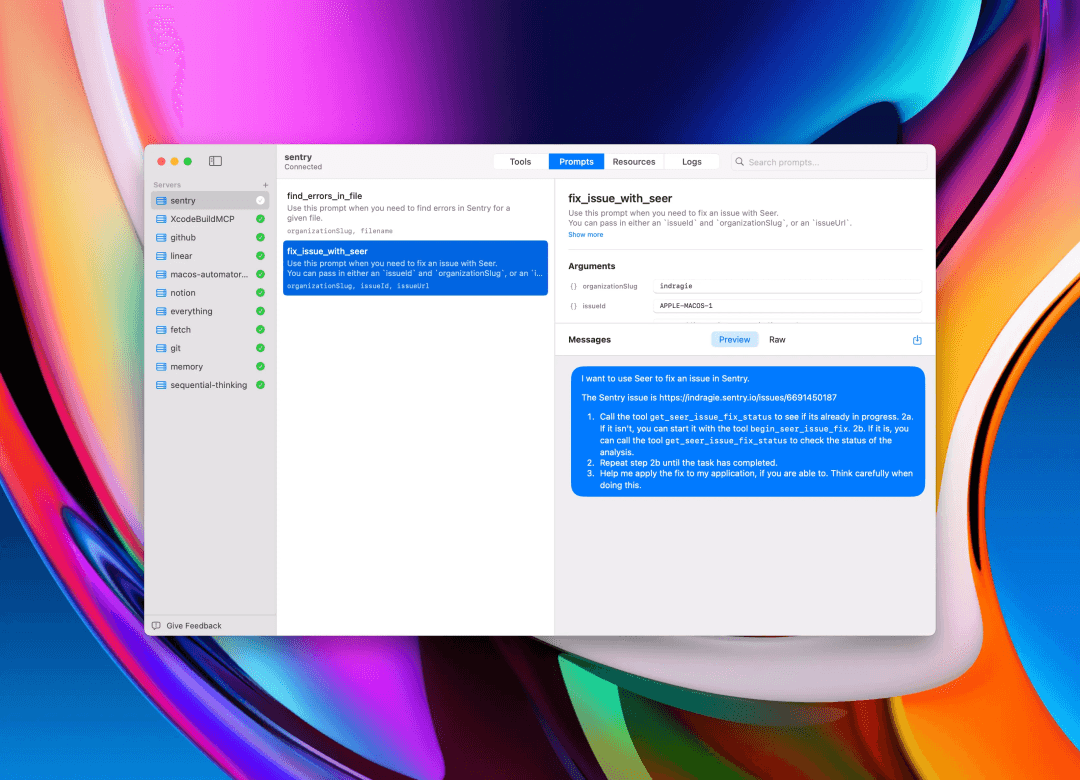 sentry
Connected
Tools
Prompts
Resources
Logs
Search prompts...
Servers
+
sentry
XcodeBuildMCP
github
linear
macos-automator...
notion
everything
fetch
git
memory
sequential-thinking
Give Feedback
find_errors_in_file
Use this prompt when you need to find errors in Sentry for a
given file.
organizationSlug, filename
fix_issue_with_seer
Use this prompt when you need to fix an issue with Seer.
You can pass in either an `issueId` and `organizationSlug`, or an `i...
organizationSlug, issueId, issueUrl
fix_issue_with_seer
Use this prompt when you need to fix an issue with Seer.
You can pass in either an `issueId` and `organizationSlug`, or an `issueUrl`.
Show more
Arguments
{} organizationSlug
indragie
{} issueId
APPLE-MACOS-1
Messages
Preview
Raw
I want to use Seer to fix an issue in Sentry.
The Sentry issue is https://indragie.sentry.io/issues/6691450187
1. Call the tool get_seer_issue_fix_status to see if its already in progress. 2a.
If it isn't, you can start it with the tool begin_seer_issue_fix. 2b. If it is, you
can call the tool get_seer_issue_fix_status to check the status of the
analysis.
2. Repeat step 2b until the task has completed.
3. Help me apply the fix to my application, if you are able to. Think carefully when
doing this.